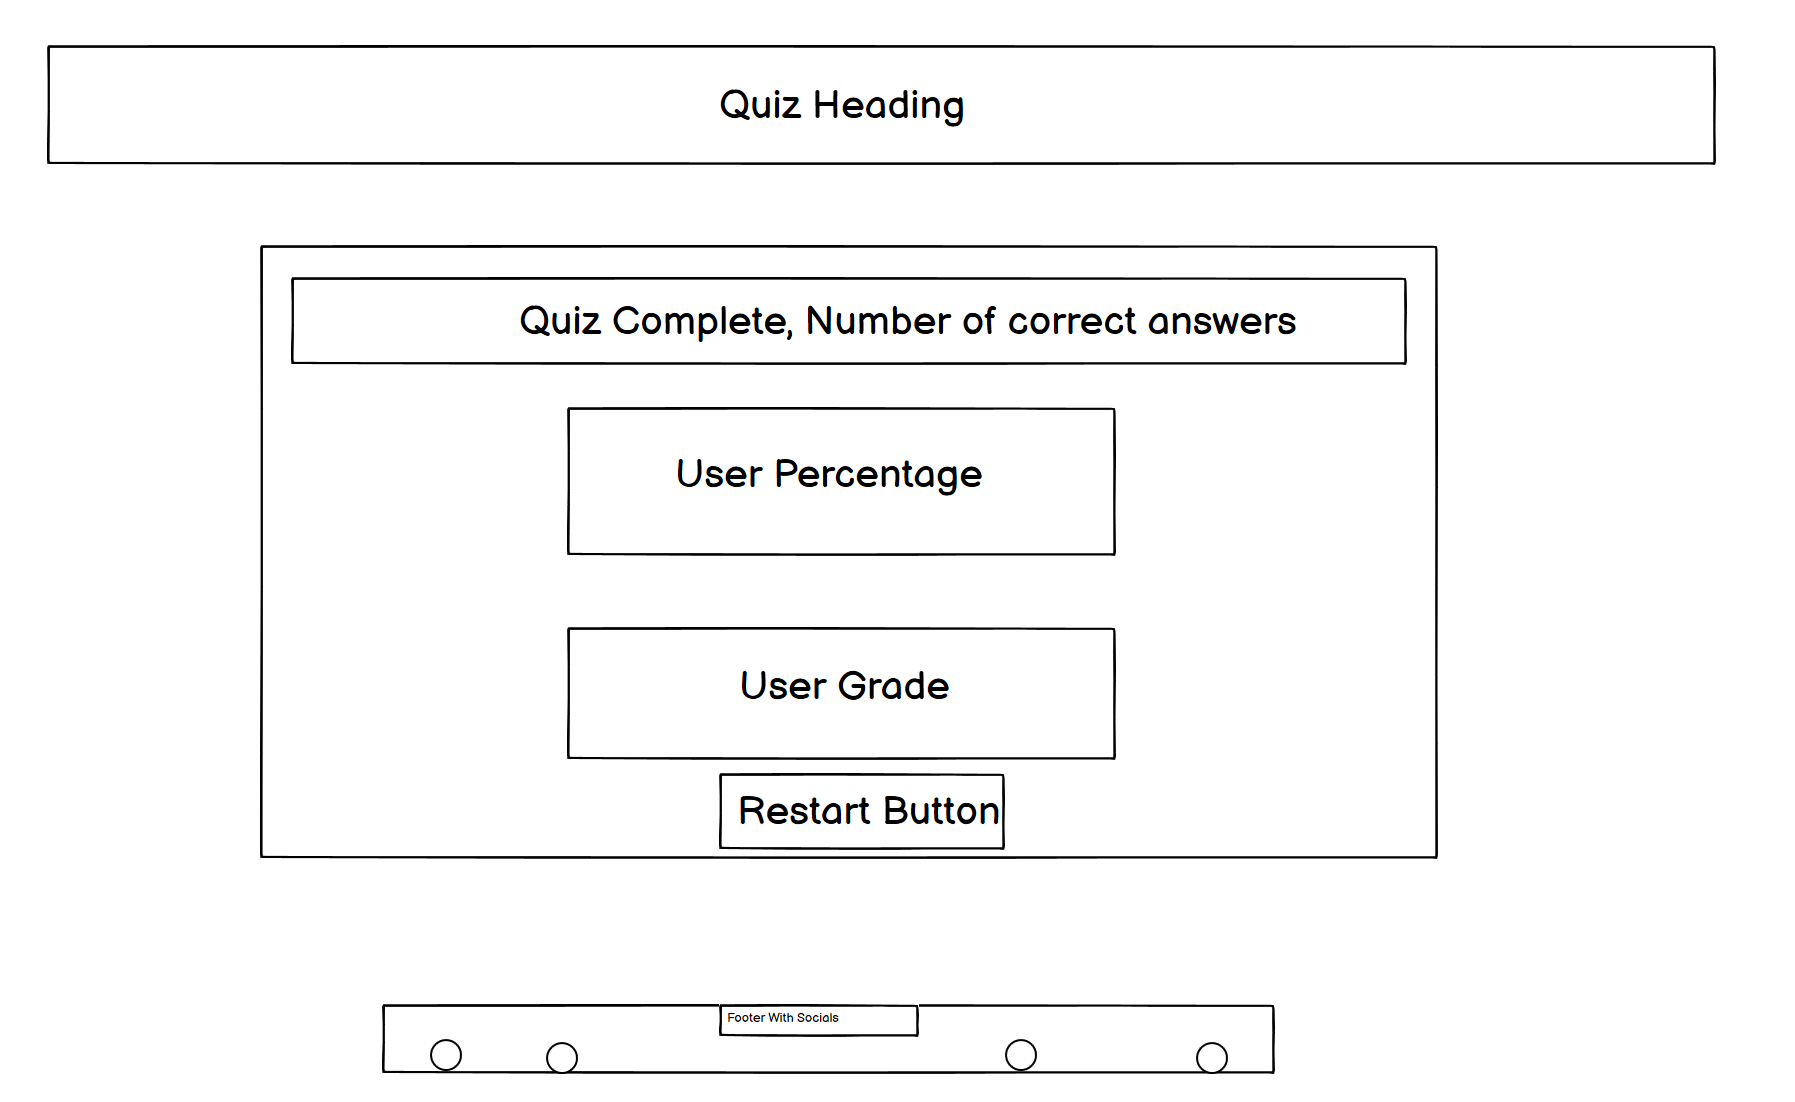 Quiz Heading
Quiz Complete, Number of correct answers
User Percentage
User Grade
Restart Button
Footer With Socials